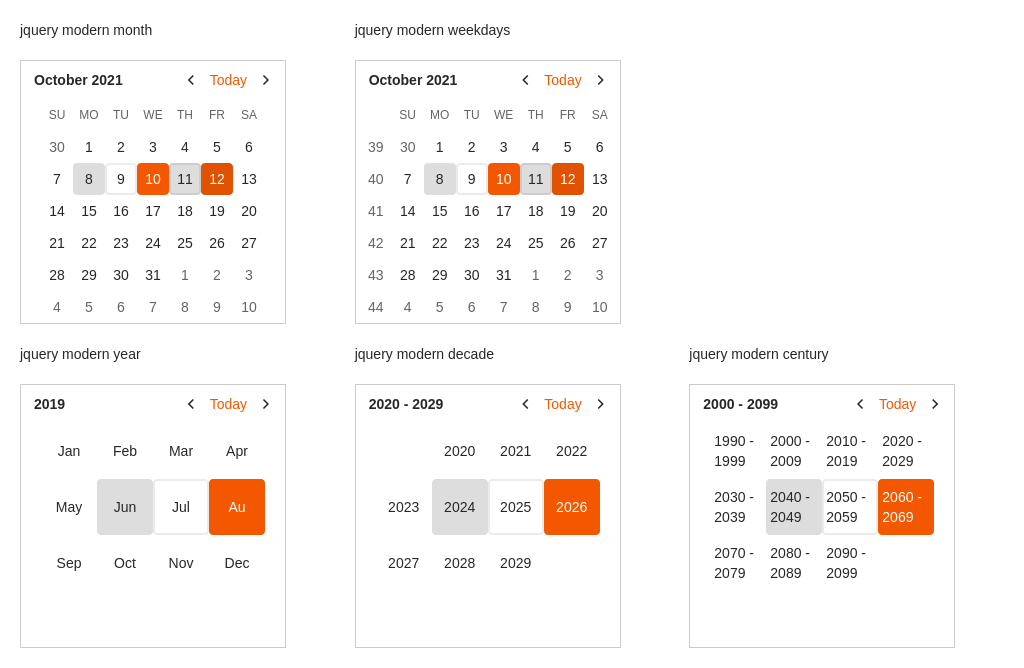 jquery modern month
October 2021
Today
SU MO TU WE TH FR SA
30 1 2 3 4 5 6
7 8 9 10 11 12 13
14 15 16 17 18 19 20
21 22 23 24 25 26 27
28 29 30 31 1 2 3
4 5 6 7 8 9 10
jquery modern weekdays
October 2021
Today
SU MO TU WE TH FR SA
39 30 1 2 3 4 5 6
40 7 8 9 10 11 12 13
41 14 15 16 17 18 19 20
42 21 22 23 24 25 26 27
43 28 29 30 31 1 2 3
44 4 5 6 7 8 9 10
jquery modern year
2019
Today
Jan Feb Mar Apr
May Jun Jul Au
Sep Oct Nov Dec
jquery modern decade
2020 - 2029
Today
2020 2021 2022
2023 2024 2025 2026
2027 2028 2029
jquery modern century
2000 - 2099
Today
1990 - 2000 - 2010 - 2020 -
1999 2009 2019 2029
2030 - 2040 - 2050 - 2060 -
2039 2049 2059 2069
2070 - 2080 - 2090 -
2079 2089 2099